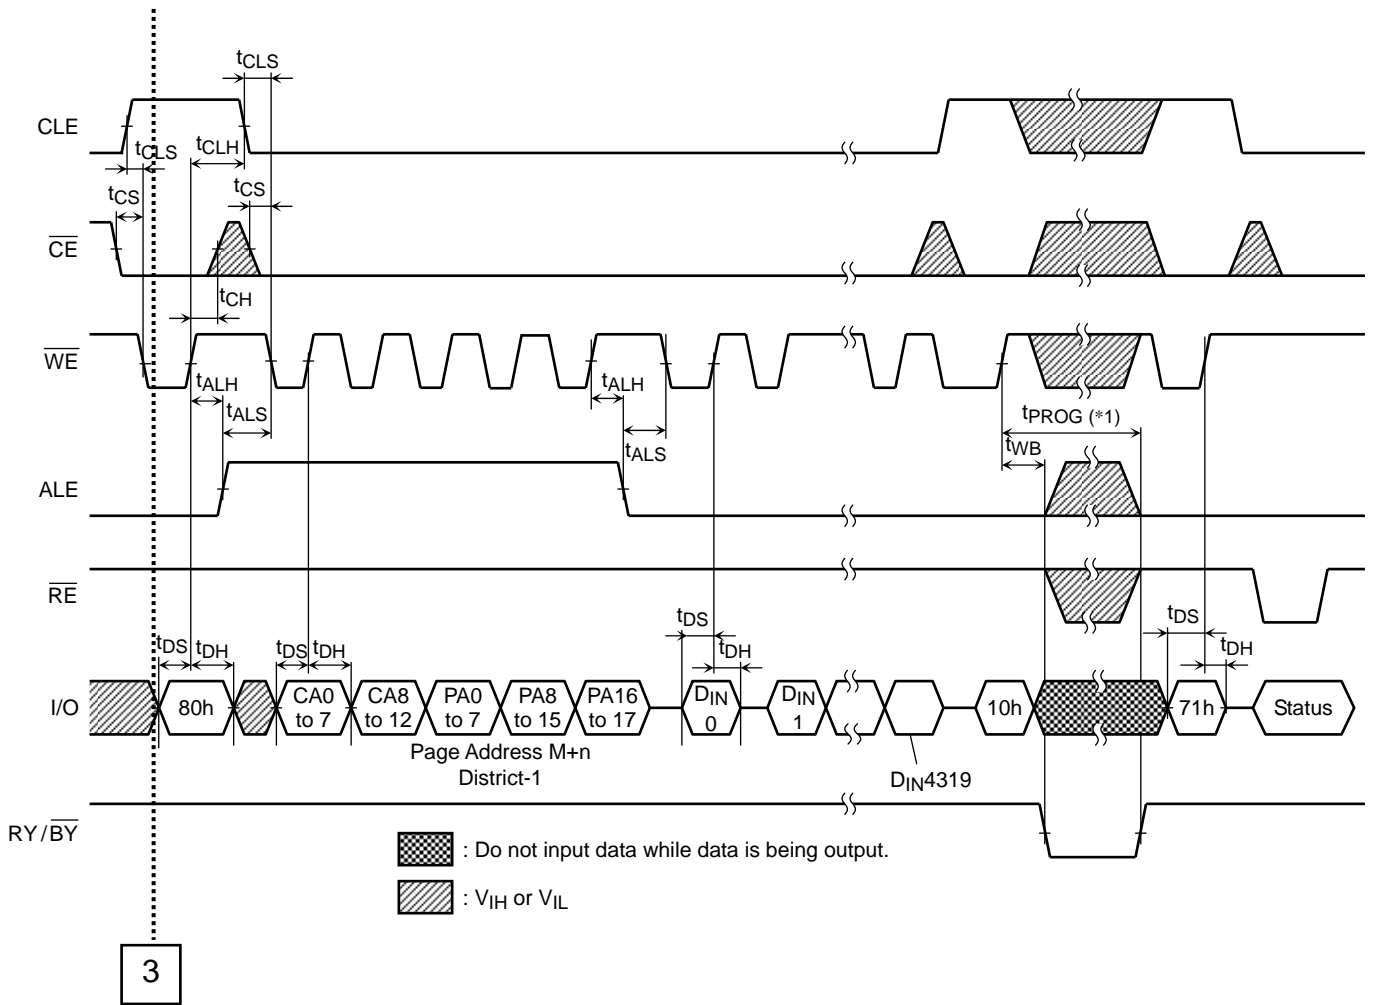 tCLS
CLE
tCLS
tCLH
tCS
tCS
CE
tCH
WE
tALH
tALS
tALH
tALS
tPROG (*1)
tWB
ALE
RE
tDS
tDH
tDS
tDH
tDS
tDH
tDS
tDH
I/O
80h
CA0 to 7
CA8 to 12
PA0 to 7
PA8 to 15
PA16 to 17
DIN 0
DIN 1
10h
71h
Status
Page Address M+n
District-1
DIN4319
RY/BY
: Do not input data while data is being output.
: VIH or VIL
3